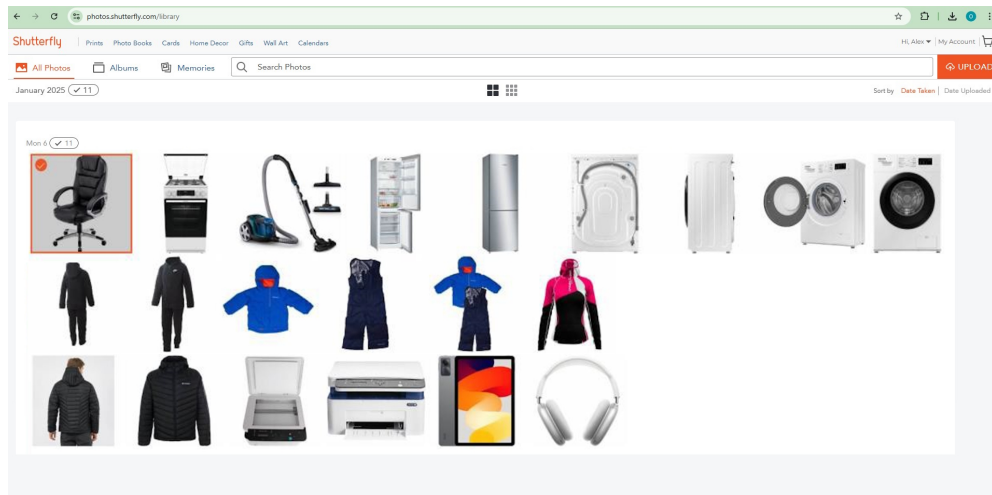 photos.shutterfly.com/library
Shutterfly Prints Photo Books Cards Home Decor Gifts Wall Art Calendars Hi, Alex My Account
All Photos Albums Memories Search Photos UPLOAD
January 2025 11 Sort by Date Taken Date Uploaded
Mon 6 11